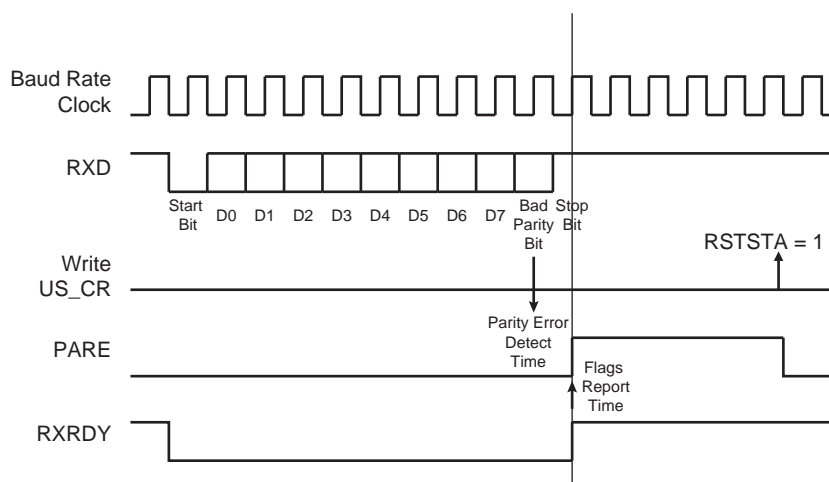 Baud Rate
Clock
RXD
Start
Bit
D0 D1 D2 D3 D4 D5 D6 D7
Bad
Parity
Bit
Stop
Bit
RSTSTA = 1
Write
US_CR
Parity Error
Detect
Time
PARE
Flags
Report
Time
RXRDY